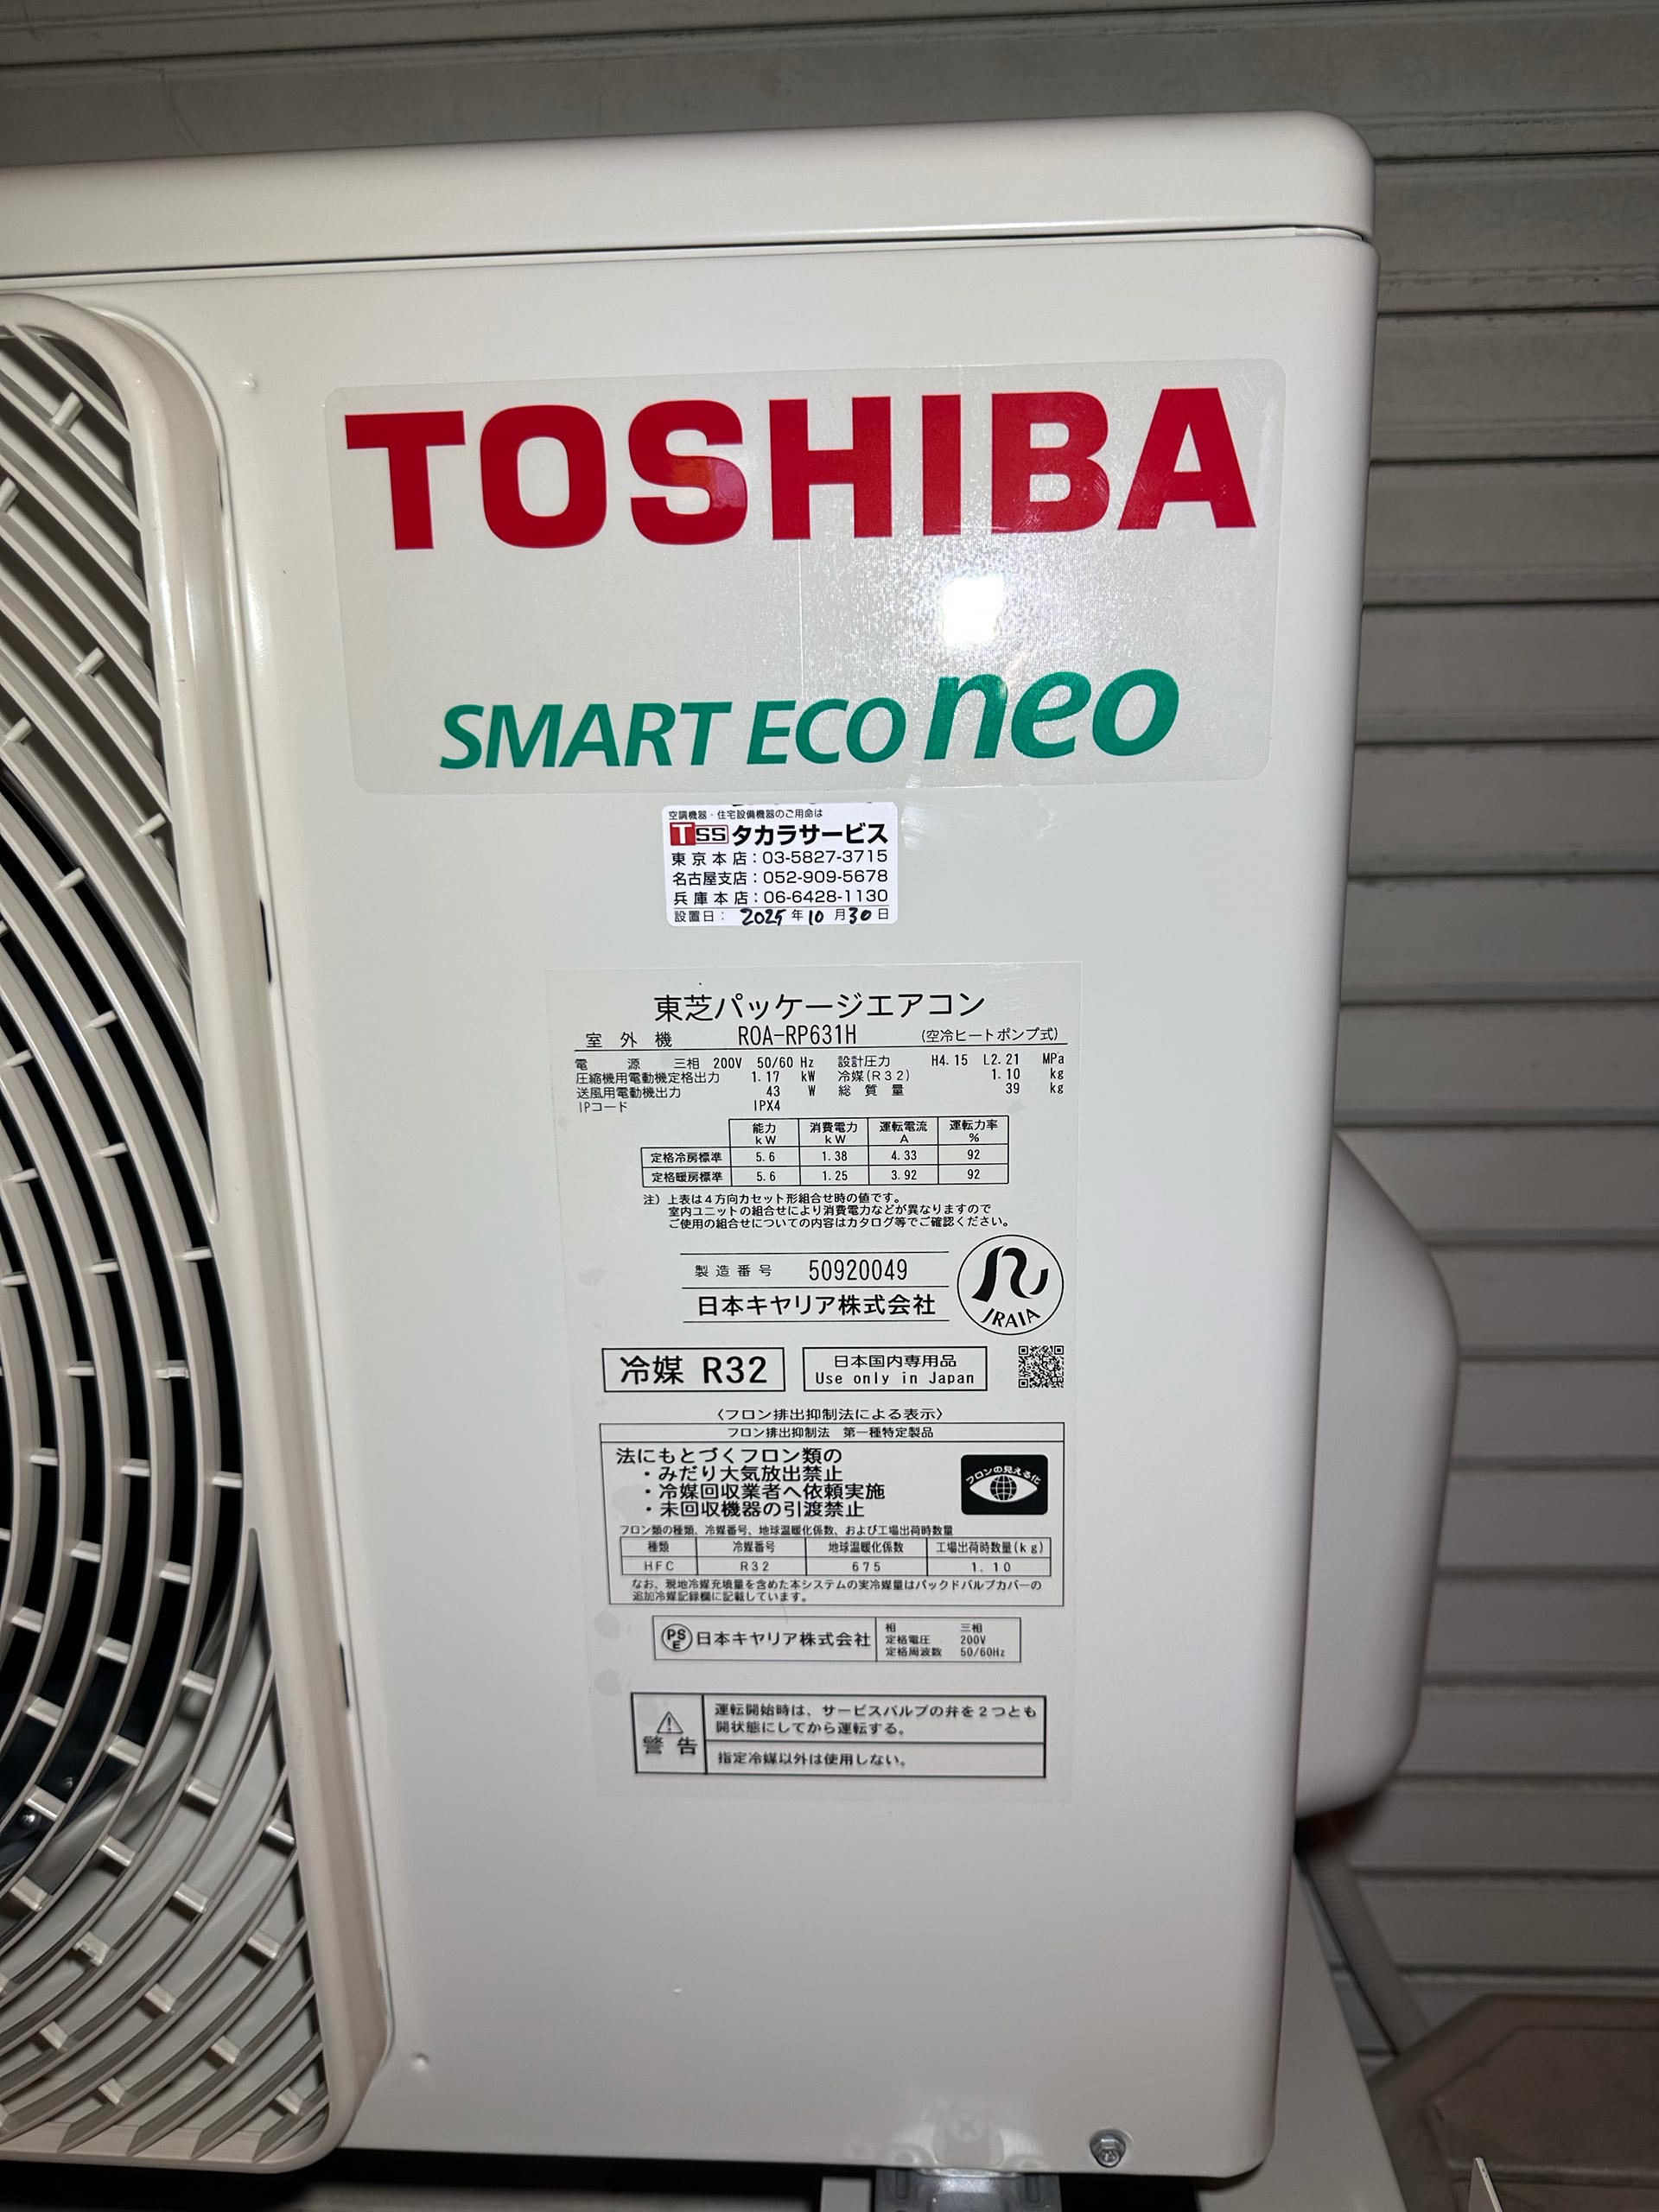 TOSHIBA
SMART ECO neo
空調機器・住宅設備機器のご用命は
TSS タカラサービス
東京本店:03-5827-3715
名古屋支店:052-909-5678
兵庫本店:06-6428-1130
設置日: 2025年10月30日
東芝パッケージエアコン
室外機 ROA-RP631H (空冷ヒートポンプ式)
電源 三相 200V 50/60 Hz 設計圧力 H4.15 L2.21 MPa
圧縮機用電動機定格出力 1.17 kW 冷媒(R32) 1.10 kg
送風用電動機出力 43 W 総質量 39 kg
IPコード IPX4
能力 kW 消費電力 kW 運転電流 A 運転力率 %
定格冷房標準 5.6 1.38 4.33 92
定格暖房標準 5.6 1.25 3.92 92
注)上表は4方向カセット形組合せ時の値です。
室内ユニットの組合せにより消費電力などが異なりますので
ご使用の組合せについての内容はカタログ等でご確認ください。
製造番号 50920049
日本キヤリア株式会社
JRAIA
冷媒 R32
日本国内専用品
Use only in Japan
〈フロン排出抑制法による表示〉
フロン排出抑制法 第一種特定製品
法にもとづくフロン類の
・みだり大気放出禁止
・冷媒回収業者へ依頼実施
・未回収機器の引渡禁止
フロンの見える化
フロン類の種類、冷媒番号、地球温暖化係数、および工場出荷時数量
種類 冷媒番号 地球温暖化係数 工場出荷時数量(kg)
HFC R32 675 1.10
なお、現地冷媒充填量を含めた本システムの実冷媒量はパックドバルブカバーの
追加冷媒記録欄に記載しています。
PSE 日本キヤリア株式会社
相 三相
定格電圧 200V
定格周波数 50/60Hz
警告
運転開始時は、サービスバルブの弁を2つとも
開状態にしてから運転する。
指定冷媒以外は使用しない。